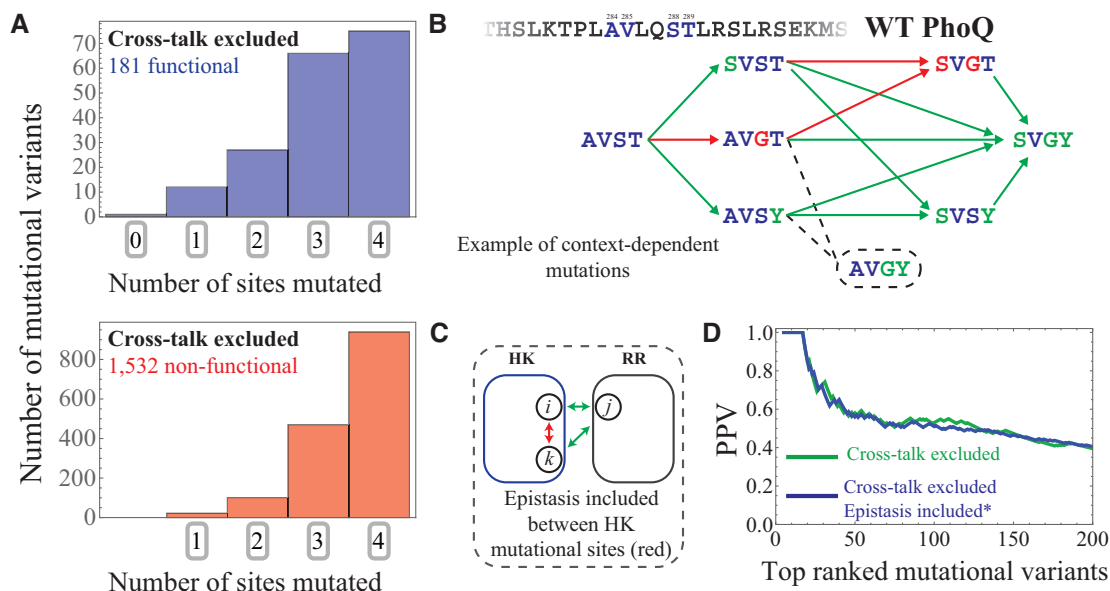 A
Number of mutational variants
Cross-talk excluded
181 functional
70
60
50
40
30
20
10
0
0 1 2 3 4
Number of sites mutated
Cross-talk excluded
1,532 non-functional
800
600
400
200
0
1 2 3 4
Number of sites mutated
B
284 285 288 289
THSLKTPLAVLQSTLRSLRSEKMS WT PhoQ
SVST SVGT
AVST AVGT SVGY
AVSY SVSY
AVGY
Example of context-dependent
mutations
C
HK RR
i j
k
Epistasis included
between HK
mutational sites (red)
D
PPV
1.0
0.8
0.6
0.4
0.2
0.0
Cross-talk excluded
Cross-talk excluded
Epistasis included*
0 50 100 150 200
Top ranked mutational variants